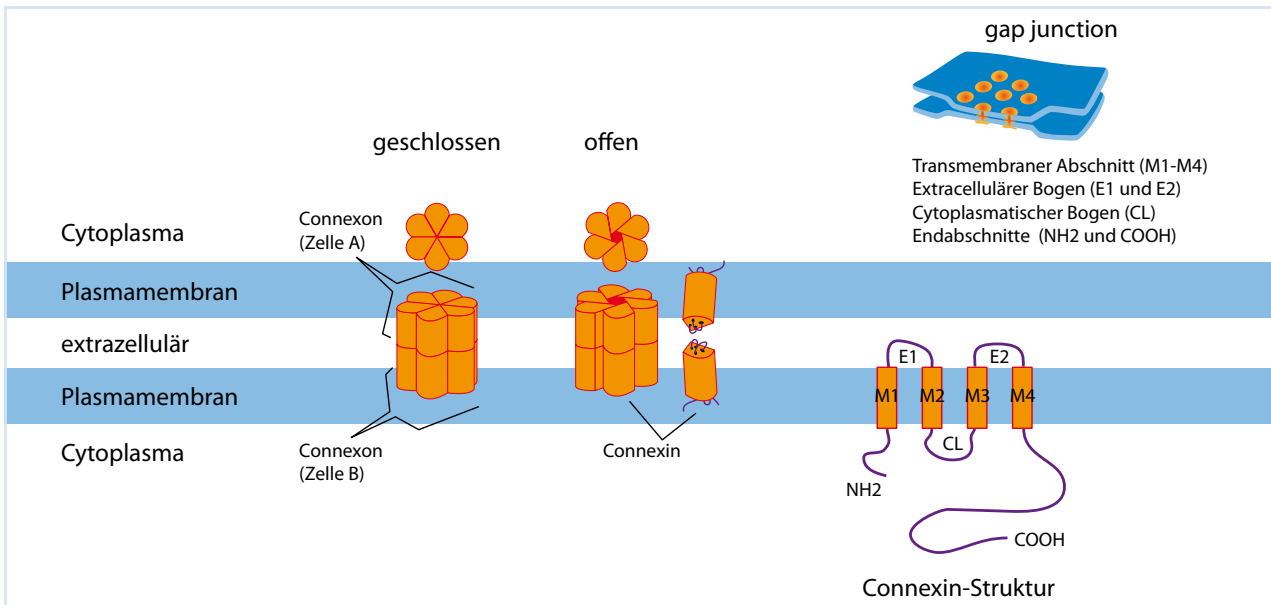 gap junction
geschlossen
offen
Transmembraner Abschnitt (M1-M4)
Extracellulärer Bogen (E1 und E2)
Cytoplasmatischer Bogen (CL)
Endabschnitte (NH2 und COOH)
Cytoplasma
Connexon
(Zelle A)
Plasmamembran
extrazellulär
Plasmamembran
Cytoplasma
Connexon
(Zelle B)
Connexin
E1
E2
M1
M2
M3
M4
CL
NH2
COOH
Connexin-Struktur